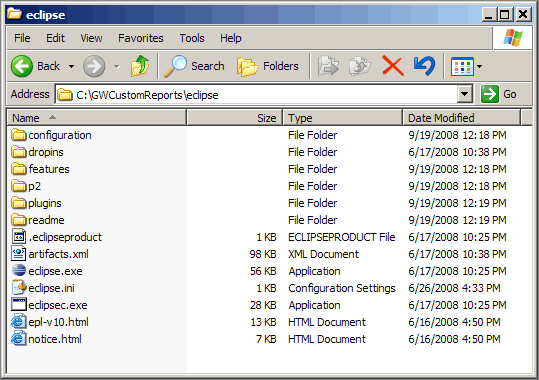 eclipse
File Edit View Favorites Tools Help
Back Search Folders
Address C:\GWCustomReports\eclipse Go
Name Size Type Date Modified
configuration File Folder 9/19/2008 12:18 PM
dropins File Folder 6/17/2008 10:38 PM
features File Folder 9/19/2008 12:18 PM
p2 File Folder 9/19/2008 12:18 PM
plugins File Folder 9/19/2008 12:19 PM
readme File Folder 9/19/2008 12:19 PM
.eclipseproduct 1 KB ECLIPSEPRODUCT File 6/17/2008 10:25 PM
artifacts.xml 98 KB XML Document 6/17/2008 10:38 PM
eclipse.exe 56 KB Application 6/17/2008 10:25 PM
eclipse.ini 1 KB Configuration Settings 6/26/2008 4:33 PM
eclipsec.exe 28 KB Application 6/17/2008 10:25 PM
epl-v10.html 13 KB HTML Document 6/16/2008 4:50 PM
notice.html 7 KB HTML Document 6/16/2008 4:50 PM